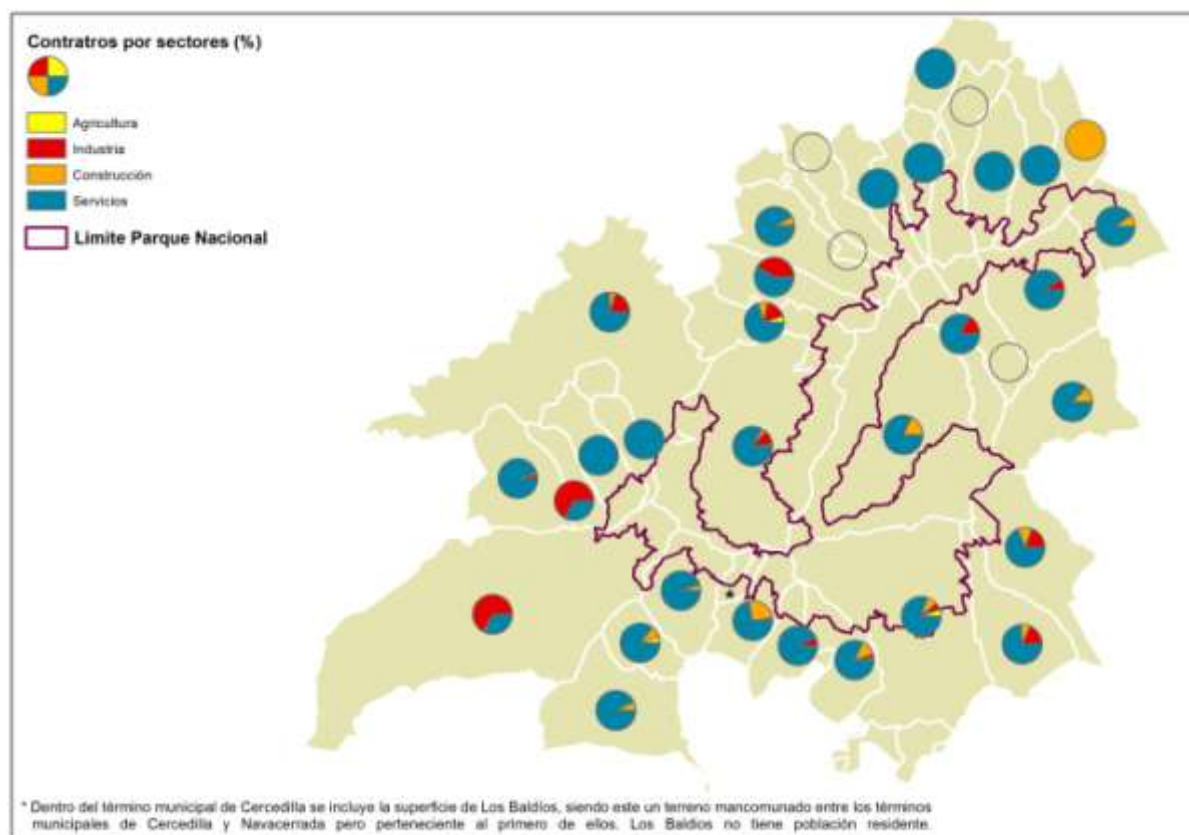 Contratros por sectores (%)
Agricultura
Industria
Construcción
Servicios
Limite Parque Nacional
*
* Dentro del término municipal de Cercedilla se incluye la superficie de Los Baldíos, siendo este un terreno mancomunado entre los términos
municipales de Cercedilla y Navacerrada pero perteneciente al primero de ellos. Los Baldios no tiene población residente.